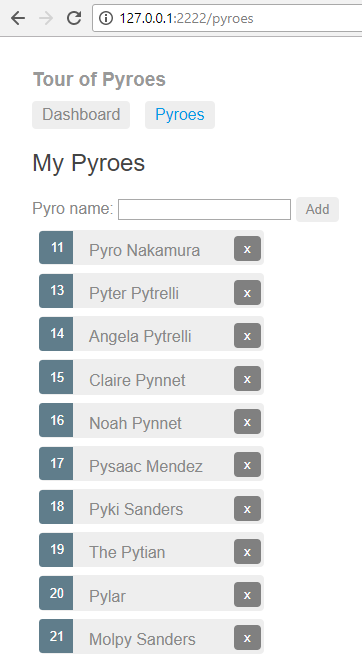 127.0.0.1:2222/pyroes
Tour of Pyroes
Dashboard Pyroes
My Pyroes
Pyro name: Add
11 Pyro Nakamura x
13 Pyter Pytrelli x
14 Angela Pytrelli x
15 Claire Pynnet x
16 Noah Pynnet x
17 Pysaac Mendez x
18 Pyki Sanders x
19 The Pytian x
20 Pylar x
21 Molpy Sanders x